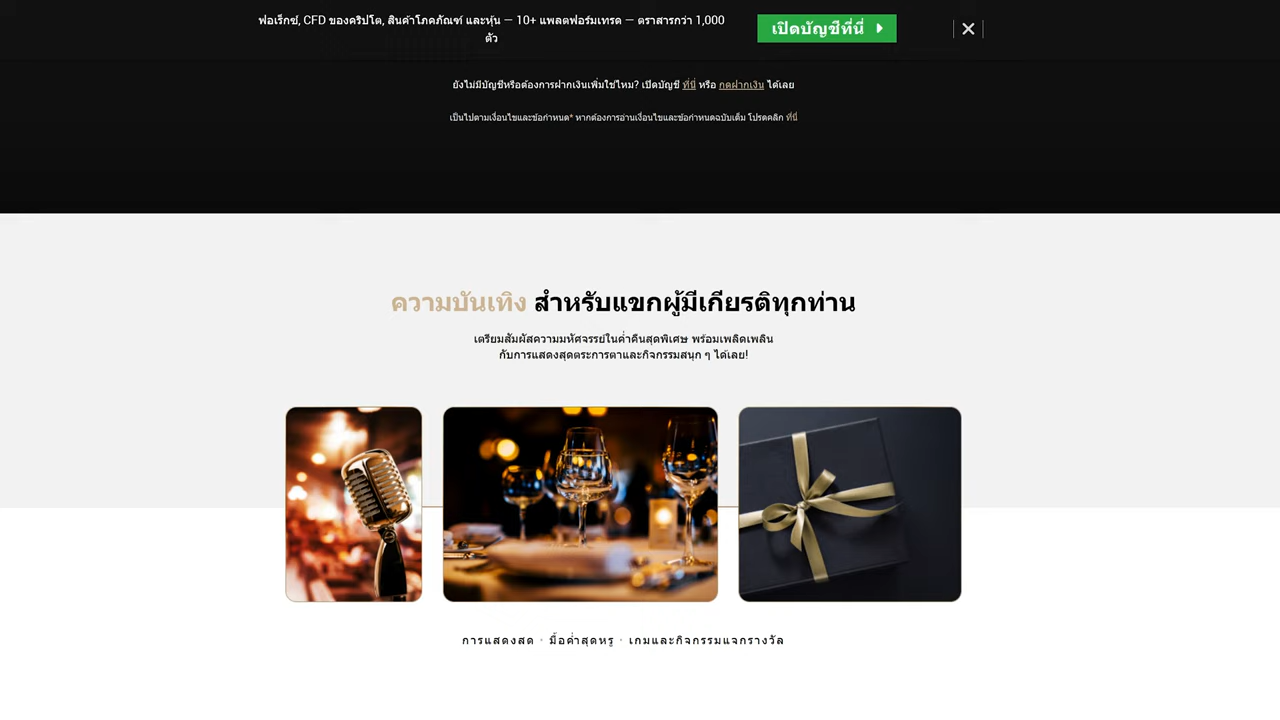 ฟอเร็กซ์, CFD ของคริปโต, สินค้าโภคภัณฑ์ และหุ้น — 10+ แพลตฟอร์มเทรด — ตราสารกว่า 1,000
ตัว
เปิดบัญชีที่นี่
ยังไม่มีบัญชีหรือต้องการฝากเงินเพิ่มใช่ไหม? เปิดบัญชี ที่นี่ หรือ กดฝากเงิน ได้เลย
เป็นไปตามเงื่อนไขและข้อกำหนด* หากต้องการอ่านเงื่อนไขและข้อกำหนดฉบับเต็ม โปรดคลิก ที่นี่
ความบันเทิง สำหรับแขกผู้มีเกียรติทุกท่าน
เตรียมสัมผัสความมหัศจรรย์ในค่ำคืนสุดพิเศษ พร้อมเพลิดเพลิน
กับการแสดงสุดตระการตาและกิจกรรมสนุก ๆ ได้เลย!
การแสดงสด · มื้อค่ำสุดหรู · เกมและกิจกรรมแจกรางวัล